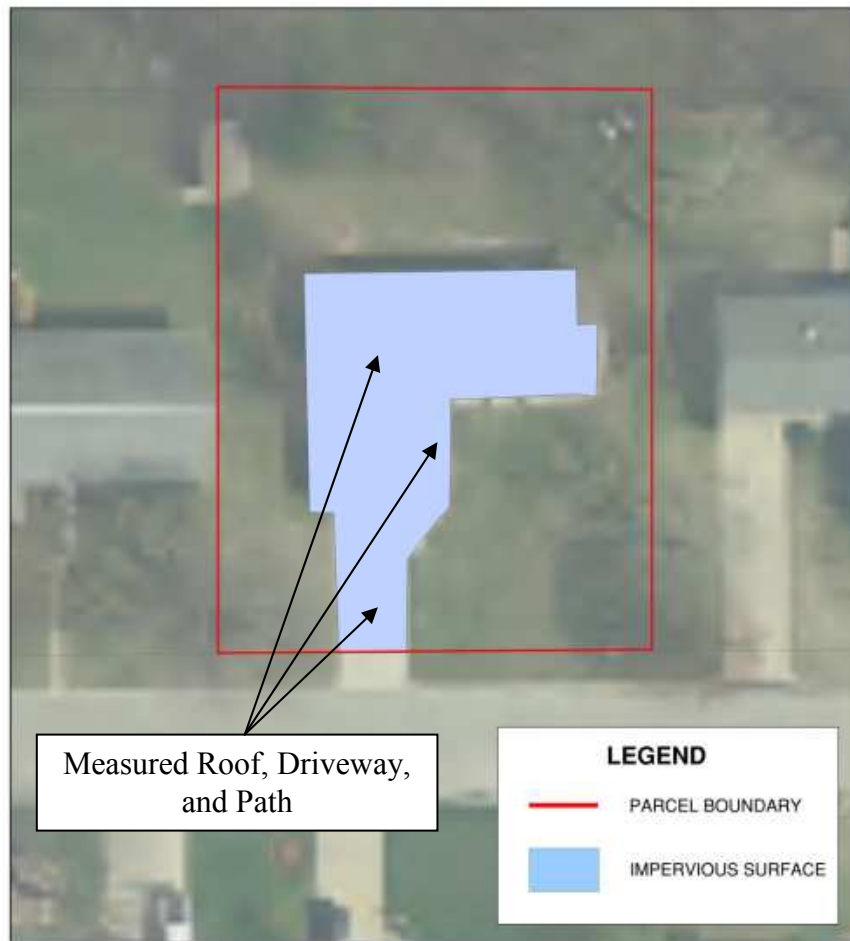 Measured Roof, Driveway,
and Path
LEGEND
PARCEL BOUNDARY
IMPERVIOUS SURFACE